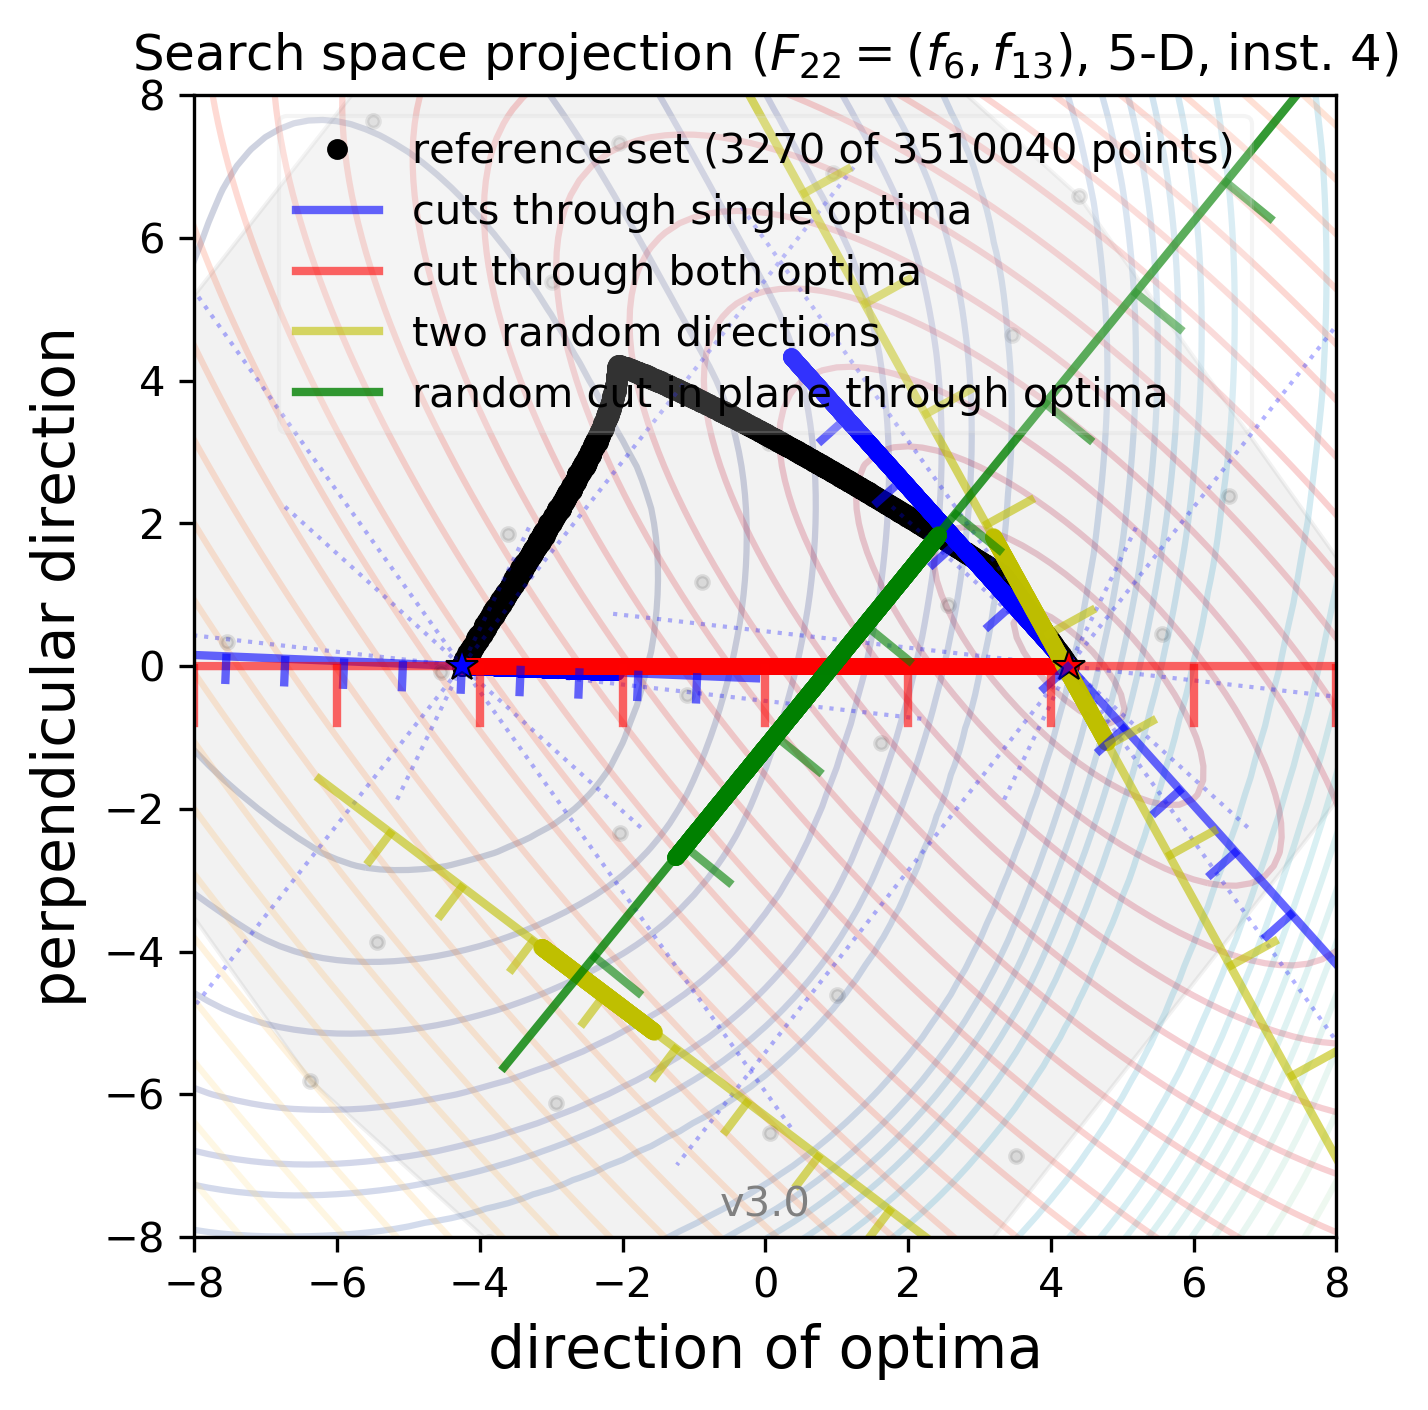 Search space projection (F₂₂ = (f₆, f₁₃), 5-D, inst. 4)
reference set (3270 of 3510040 points)
cuts through single optima
cut through both optima
two random directions
random cut in plane through optima
8
6
4
2
0
−2
−4
−6
−8
perpendicular direction
v3.0
−8 −6 −4 −2 0 2 4 6 8
direction of optima